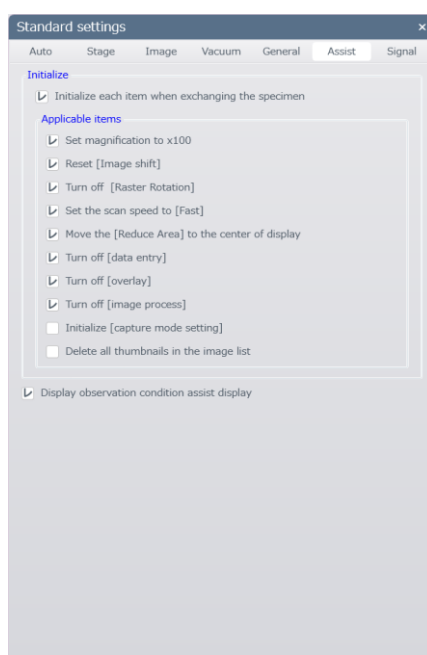 Standard settings ×
Auto Stage Image Vacuum General Assist Signal
Initialize
Initialize each item when exchanging the specimen
Applicable items
Set magnification to x100
Reset [Image shift]
Turn off [Raster Rotation]
Set the scan speed to [Fast]
Move the [Reduce Area] to the center of display
Turn off [data entry]
Turn off [overlay]
Turn off [image process]
Initialize [capture mode setting]
Delete all thumbnails in the image list
Display observation condition assist display